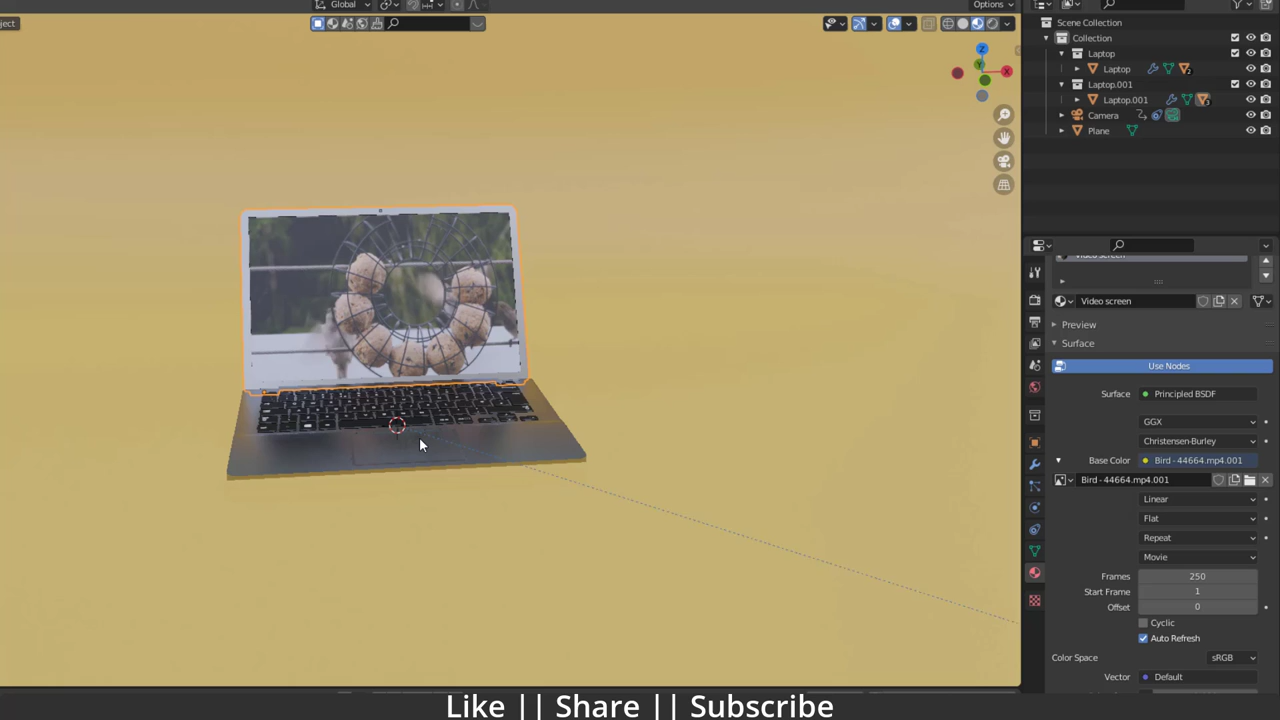 Global
Options
ject
Scene Collection
Collection
Laptop
Laptop
2
Laptop.001
Laptop.001
3
Camera
Plane
Z
Y
X
Video screen
Preview
Surface
Use Nodes
Surface Principled BSDF
GGX
Christensen-Burley
Base Color Bird - 44664.mp4.001
Bird - 44664.mp4.001
Linear
Flat
Repeat
Movie
Frames 250
Start Frame 1
Offset 0
Cyclic
Auto Refresh
Color Space sRGB
Vector Default
Like || Share || Subscribe